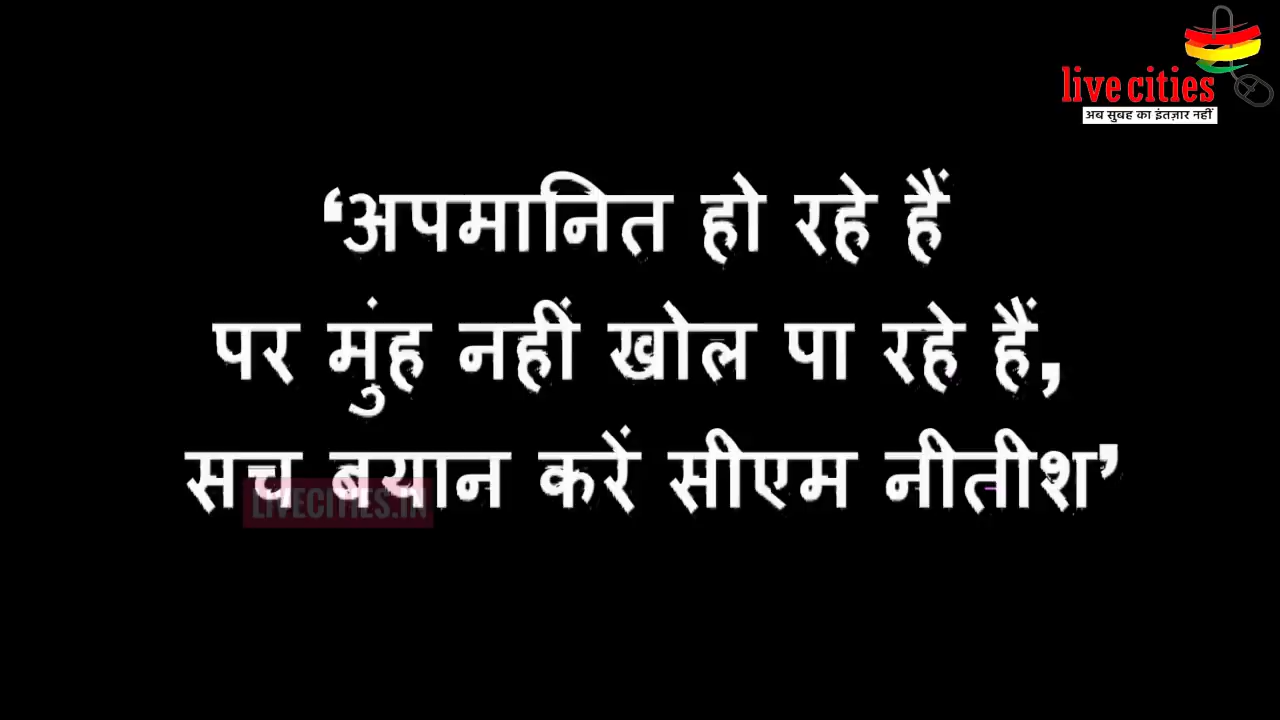 live cities
अब सुबह का इंतज़ार नहीं
‘अपमानित हो रहे हैं
पर मुंह नहीं खोल पा रहे हैं,
सच बयान करें सीएम नीतीश’
LIVECITIES.IN